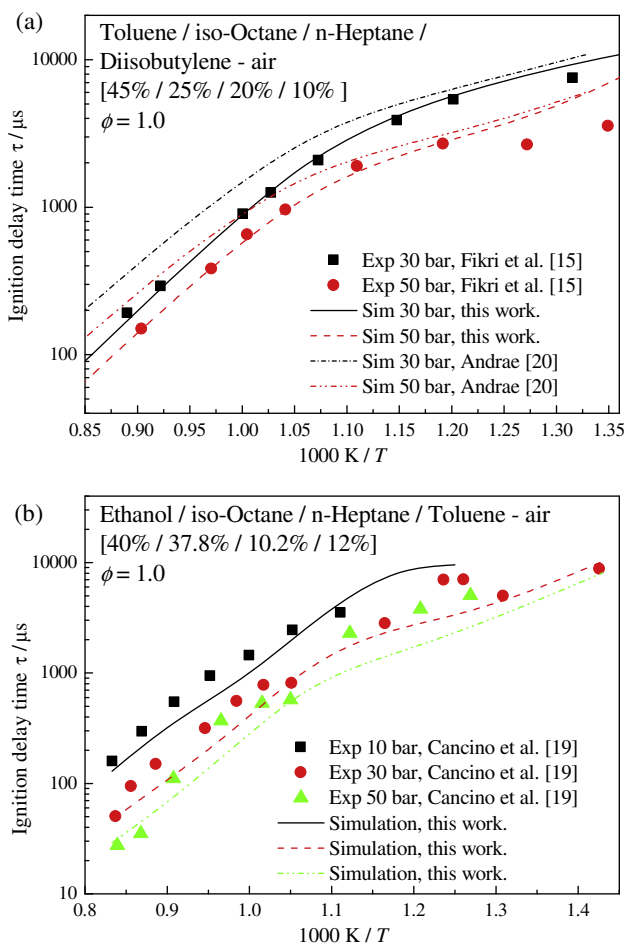 (a)
Toluene / iso-Octane / n-Heptane /
Diisobutylene - air
[45% / 25% / 20% / 10% ]
ϕ = 1.0
10000
1000
100
Ignition delay time τ / μs
Exp 30 bar, Fikri et al. [15]
Exp 50 bar, Fikri et al. [15]
Sim 30 bar, this work.
Sim 50 bar, this work.
Sim 30 bar, Andrae [20]
Sim 50 bar, Andrae [20]
0.85 0.90 0.95 1.00 1.05 1.10 1.15 1.20 1.25 1.30 1.35
1000 K / T
(b)
Ethanol / iso-Octane / n-Heptane / Toluene - air
[40% / 37.8% / 10.2% / 12%]
ϕ = 1.0
10000
1000
100
10
Ignition delay time τ / μs
Exp 10 bar, Cancino et al. [19]
Exp 30 bar, Cancino et al. [19]
Exp 50 bar, Cancino et al. [19]
Simulation, this work.
Simulation, this work.
Simulation, this work.
0.8 0.9 1.0 1.1 1.2 1.3 1.4
1000 K / T